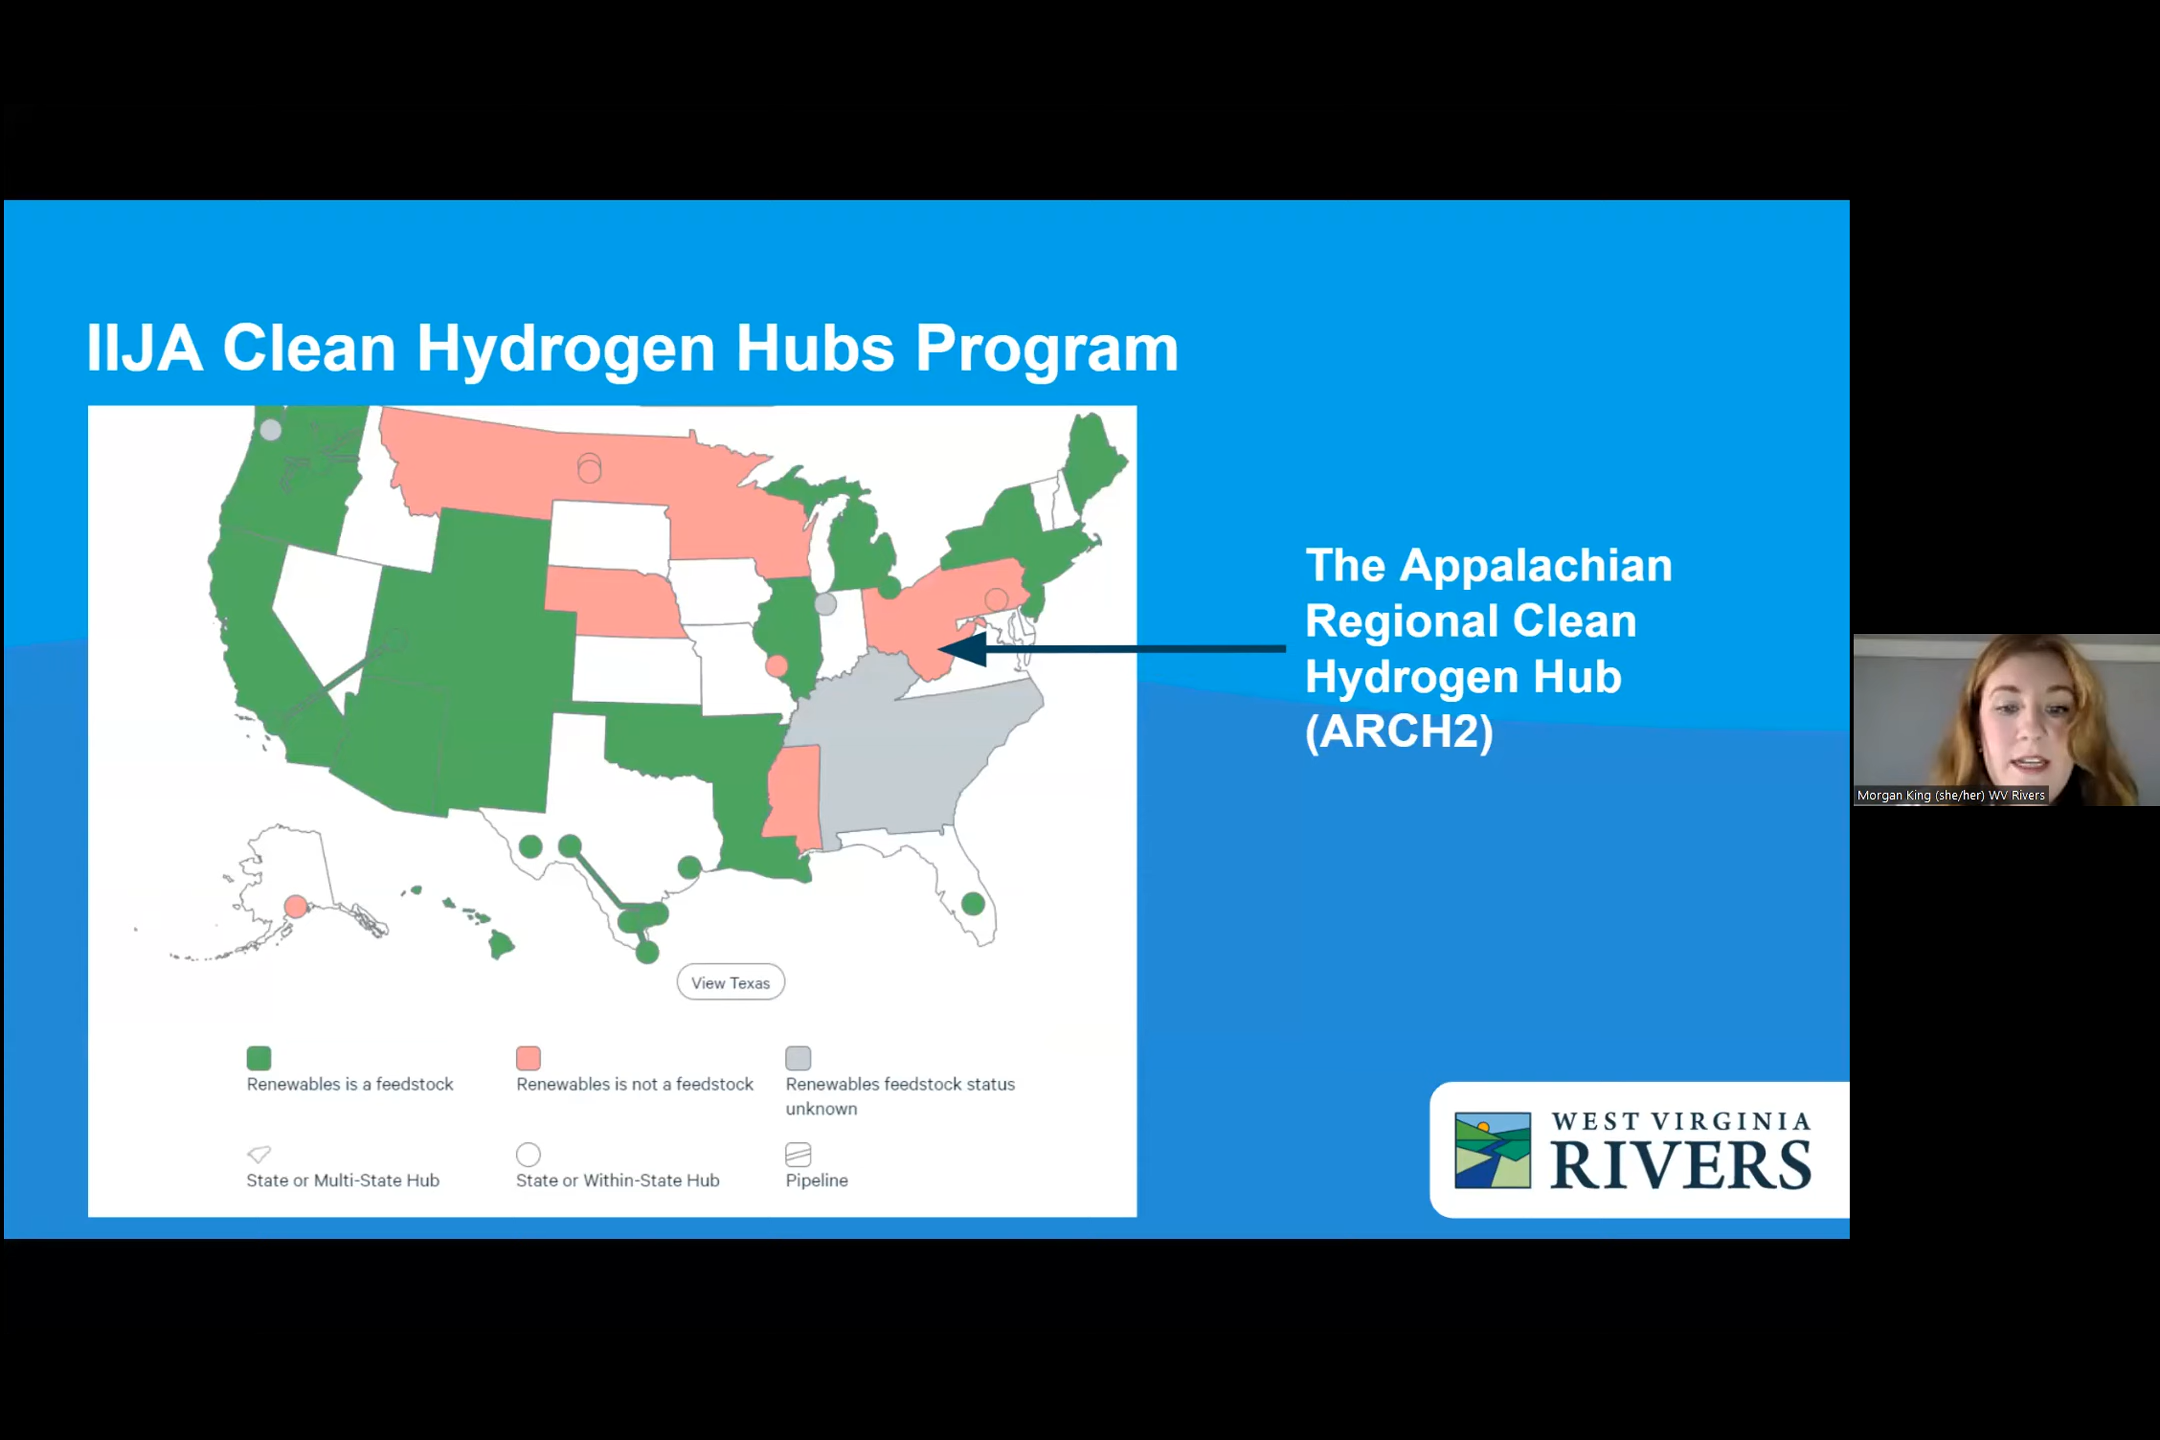 IIJA Clean Hydrogen Hubs Program
The Appalachian
Regional Clean
Hydrogen Hub
(ARCH2)
View Texas
Renewables is a feedstock
Renewables is not a feedstock
Renewables feedstock status
unknown
State or Multi-State Hub
State or Within-State Hub
Pipeline
WEST VIRGINIA
RIVERS
Morgan King (she/her) WV Rivers